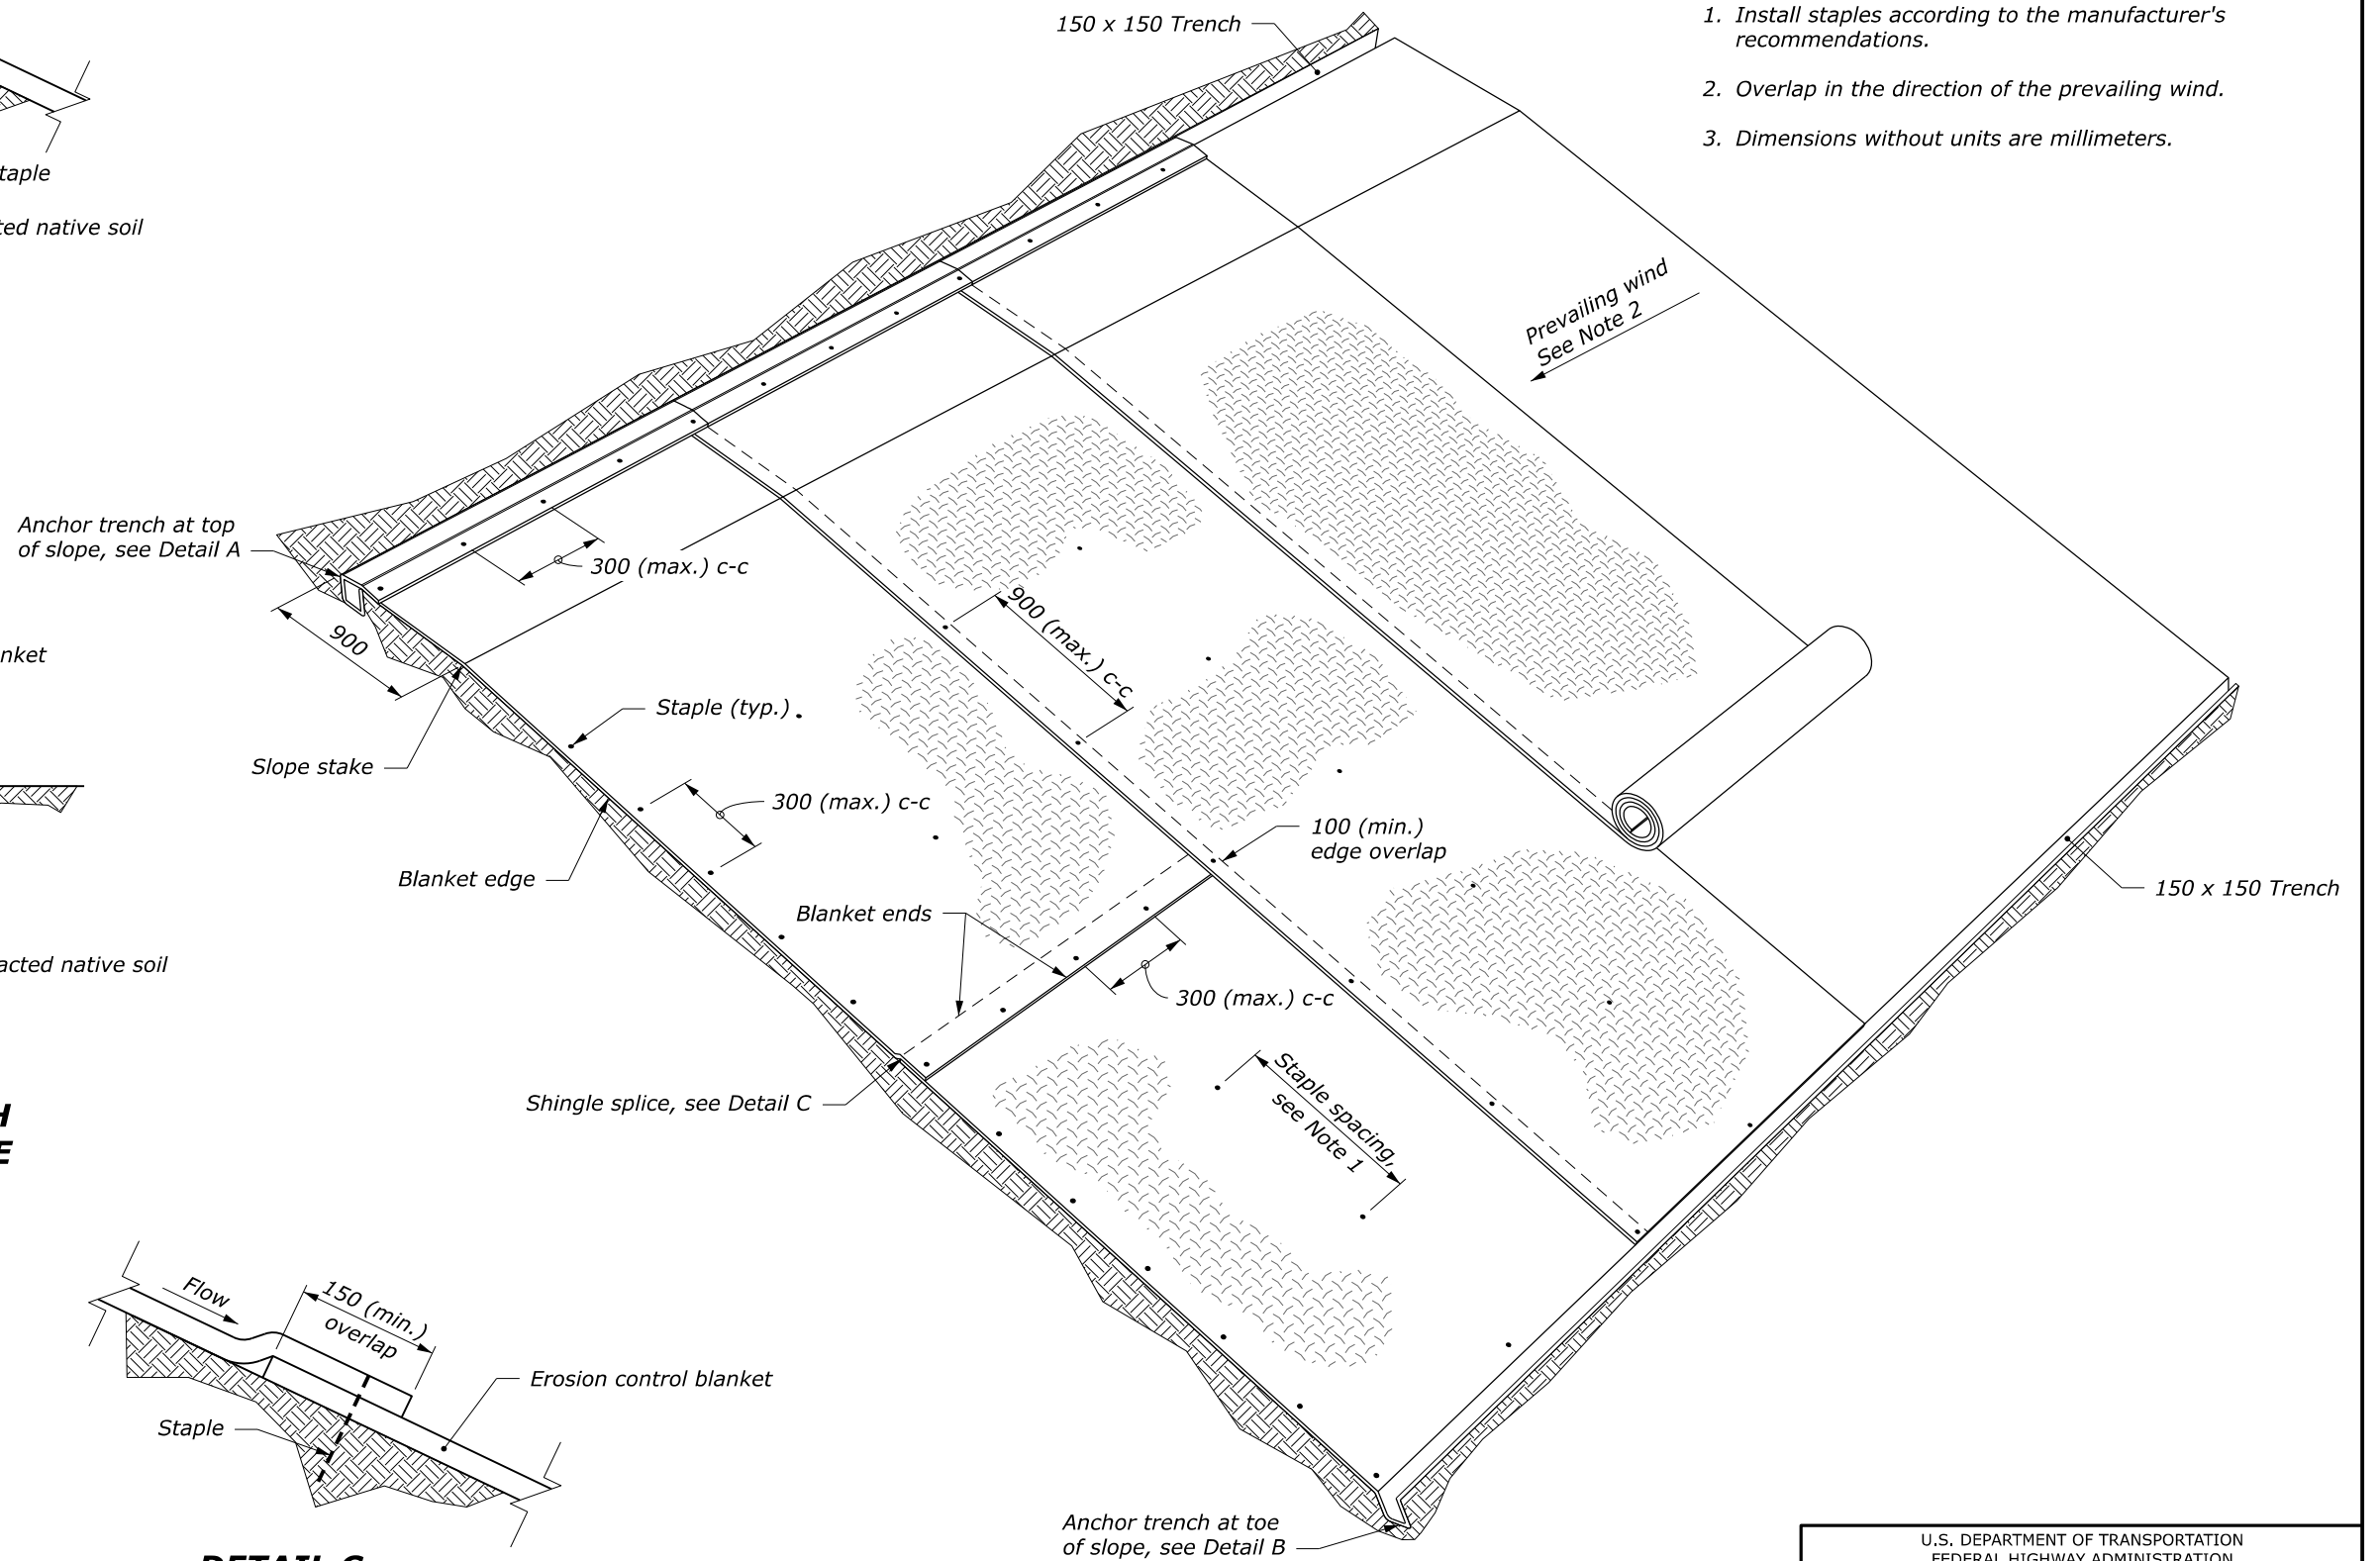 150 x 150 Trench
1. Install staples according to the manufacturer's
recommendations.
2. Overlap in the direction of the prevailing wind.
3. Dimensions without units are millimeters.
taple
ted native soil
Prevailing wind
See Note 2
Anchor trench at top
of slope, see Detail A
300 (max.) c-c
900
900 (max.) c-c
nket
Staple (typ.)
Slope stake
300 (max.) c-c
100 (min.)
edge overlap
Blanket edge
150 x 150 Trench
Blanket ends
acted native soil
300 (max.) c-c
Shingle splice, see Detail C
Staple spacing,
see Note 1
H
E
Flow
150 (min.)
overlap
Erosion control blanket
Staple
Anchor trench at toe
of slope, see Detail B
DETAIL C
U.S. DEPARTMENT OF TRANSPORTATION
FEDERAL HIGHWAY ADMINISTRATION